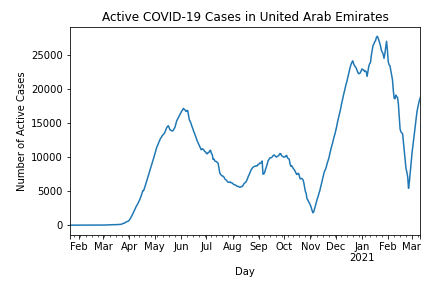 Active COVID-19 Cases in United Arab Emirates
Number of Active Cases
25000
20000
15000
10000
5000
0
Feb Mar Apr May Jun Jul Aug Sep Oct Nov Dec Jan Feb Mar
2021
Day